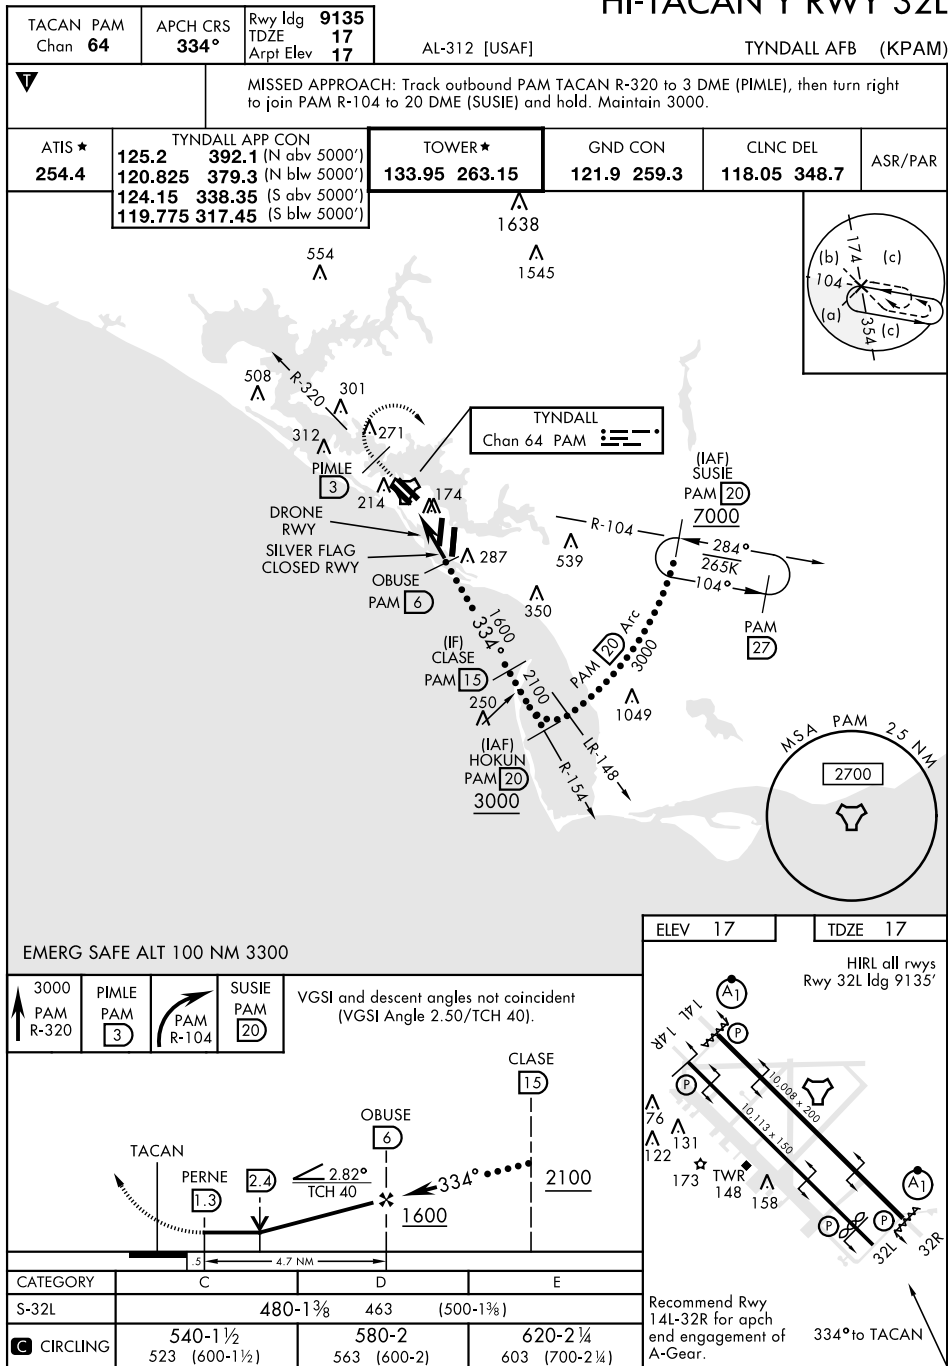 HI-TACAN Y RWY 32L
TACAN PAM
Chan 64
APCH CRS
334°
Rwy ldg 9135
TDZE 17
Arpt Elev 17
AL-312 [USAF]
TYNDALL AFB (KPAM)
T
MISSED APPROACH: Track outbound PAM TACAN R-320 to 3 DME (PIMLE), then turn right
to join PAM R-104 to 20 DME (SUSIE) and hold. Maintain 3000.
ATIS ★
254.4
TYNDALL APP CON
125.2 392.1 (N abv 5000')
120.825 379.3 (N blw 5000')
124.15 338.35 (S abv 5000')
119.775 317.45 (S blw 5000')
TOWER ★
133.95 263.15
GND CON
121.9 259.3
CLNC DEL
118.05 348.7
ASR/PAR
1638
1545
554
174
(b)
(c)
104
(a)
(c)
354
508
R-320
301
312
271
TYNDALL
Chan 64 PAM
PIMLE
3
214
174
DRONE
RWY
SILVER FLAG
CLOSED RWY
287
OBUSE
PAM 6
539
350
(IAF)
SUSIE
PAM 20
7000
R-104
284°
265K
104°
PAM
27
1600
334°
(IF)
CLASE
PAM 15
2100
250
PAM 20 Arc
3000
1049
(IAF)
HOKUN
PAM 20
3000
LR-148
R-154
MSA PAM 25 NM
2700
EMERG SAFE ALT 100 NM 3300
ELEV 17
TDZE 17
HIRL all rwys
Rwy 32L ldg 9135'
3000
PAM
R-320
PIMLE
PAM
3
PAM
R-104
SUSIE
PAM
20
VGSI and descent angles not coincident
(VGSI Angle 2.50/TCH 40).
CLASE
15
OBUSE
6
TACAN
PERNE
1.3
2.4
2.82°
TCH 40
334°
2100
1600
.5
4.7 NM
A1
14L
14R
P
P
10,008 x 200
10,113 x 150
76
131
122
173
TWR
148
158
P
P
A1
32L
32R
Recommend Rwy
14L-32R for apch
end engagement of
A-Gear.
334° to TACAN
CATEGORY C D E
S-32L 480-1⅜ 463 (500-1⅜)
C CIRCLING
540-1½
523 (600-1½)
580-2
563 (600-2)
620-2¼
603 (700-2¼)